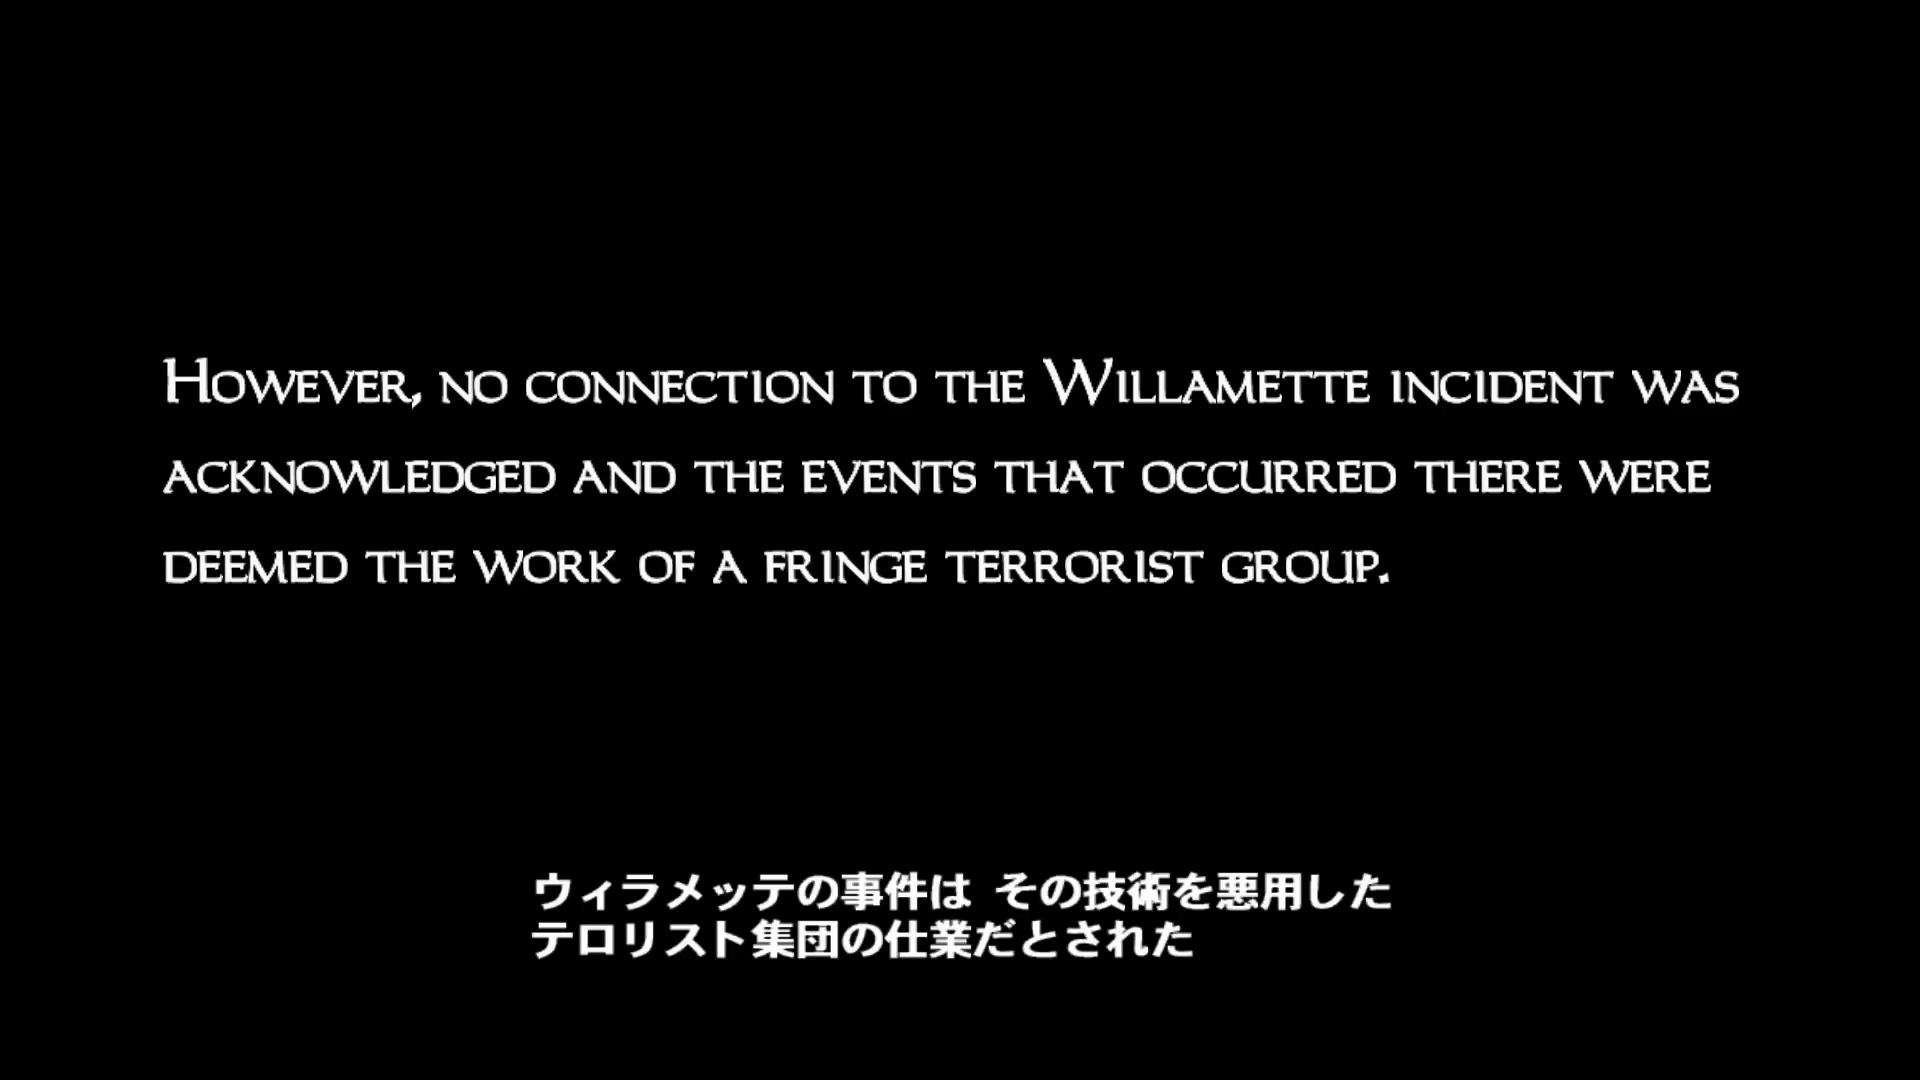 However, no connection to the Willamette incident was
acknowledged and the events that occurred there were
deemed the work of a fringe terrorist group.
ウィラメッテの事件は その技術を悪用した
テロリスト集団の仕業だとされた